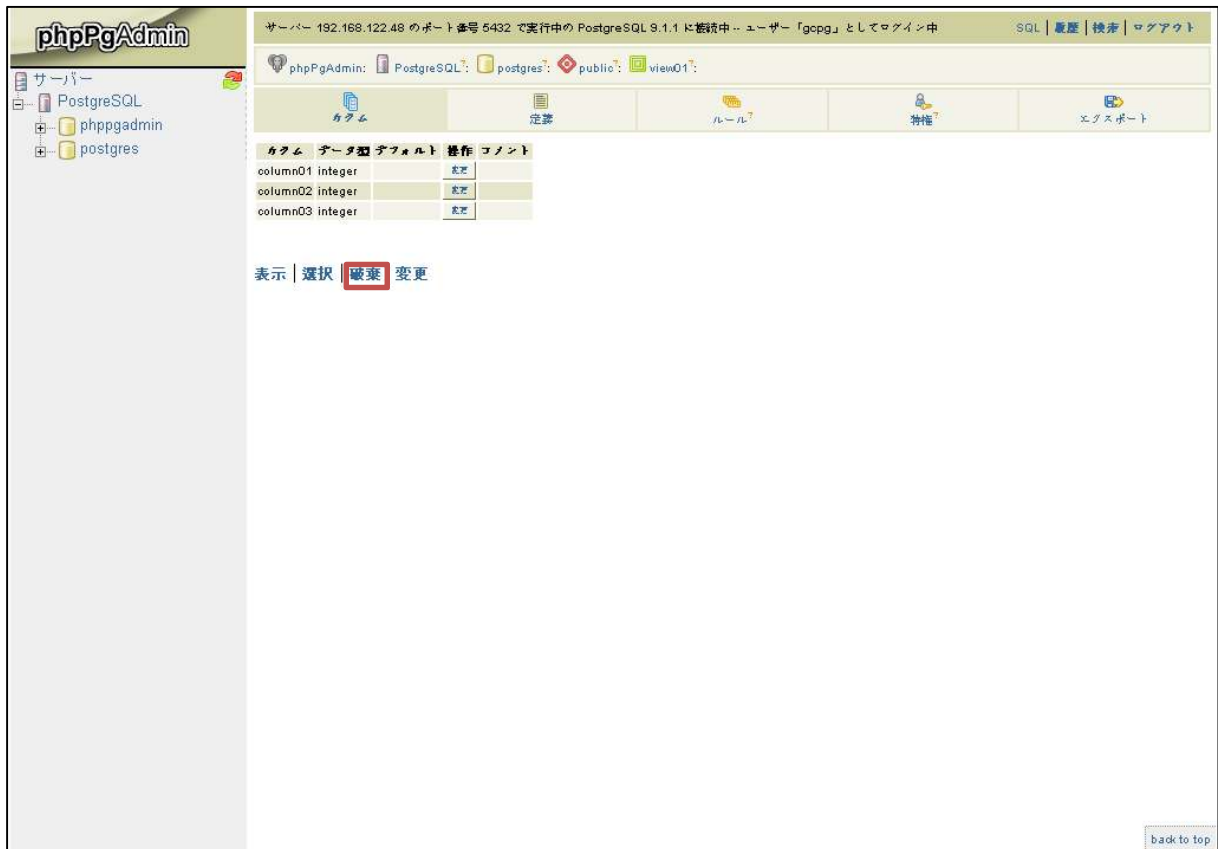 phpPgAdmin
サーバー 192.168.122.48 のポート番号 5432 で実行中の PostgreSQL 9.1.1 に接続中 -- ユーザー「gopg」としてログイン中
SQL | 履歴 | 検索 | ログアウト
サーバー
PostgreSQL
phppgadmin
postgres
phpPgAdmin: PostgreSQL?: postgres?: public?: view01?:
カラム 定義 ルール? 特権? エクスポート
カラム データ型 デフォルト 操作 コメント
column01 integer 変更
column02 integer 変更
column03 integer 変更
表示 | 選択 | 破棄 変更
back to top